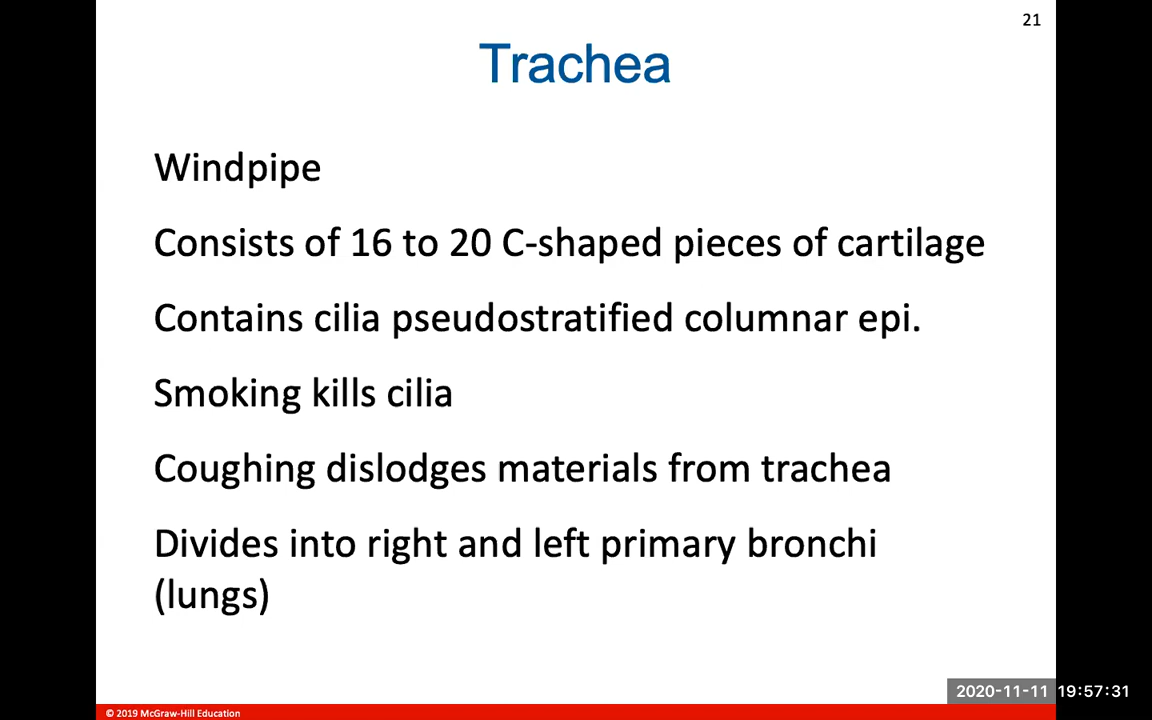 21
Trachea
Windpipe
Consists of 16 to 20 C-shaped pieces of cartilage
Contains cilia pseudostratified columnar epi.
Smoking kills cilia
Coughing dislodges materials from trachea
Divides into right and left primary bronchi
(lungs)
2020-11-11 19:57:31
© 2019 McGraw-Hill Education